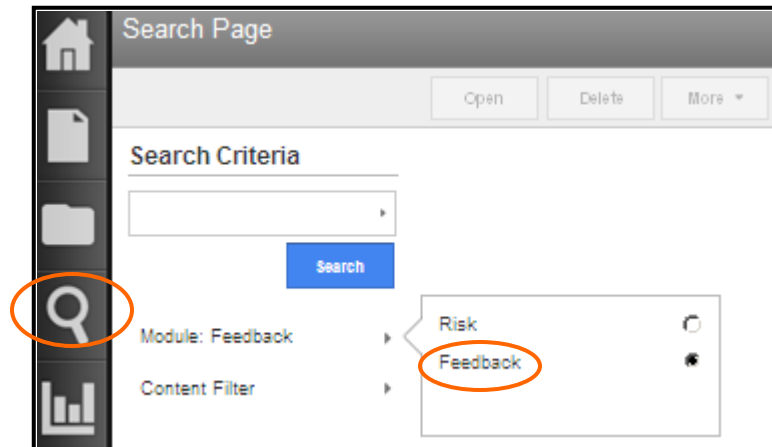 Search Page
Open Delete More
Search Criteria
Search
Module: Feedback
Content Filter
Risk
Feedback